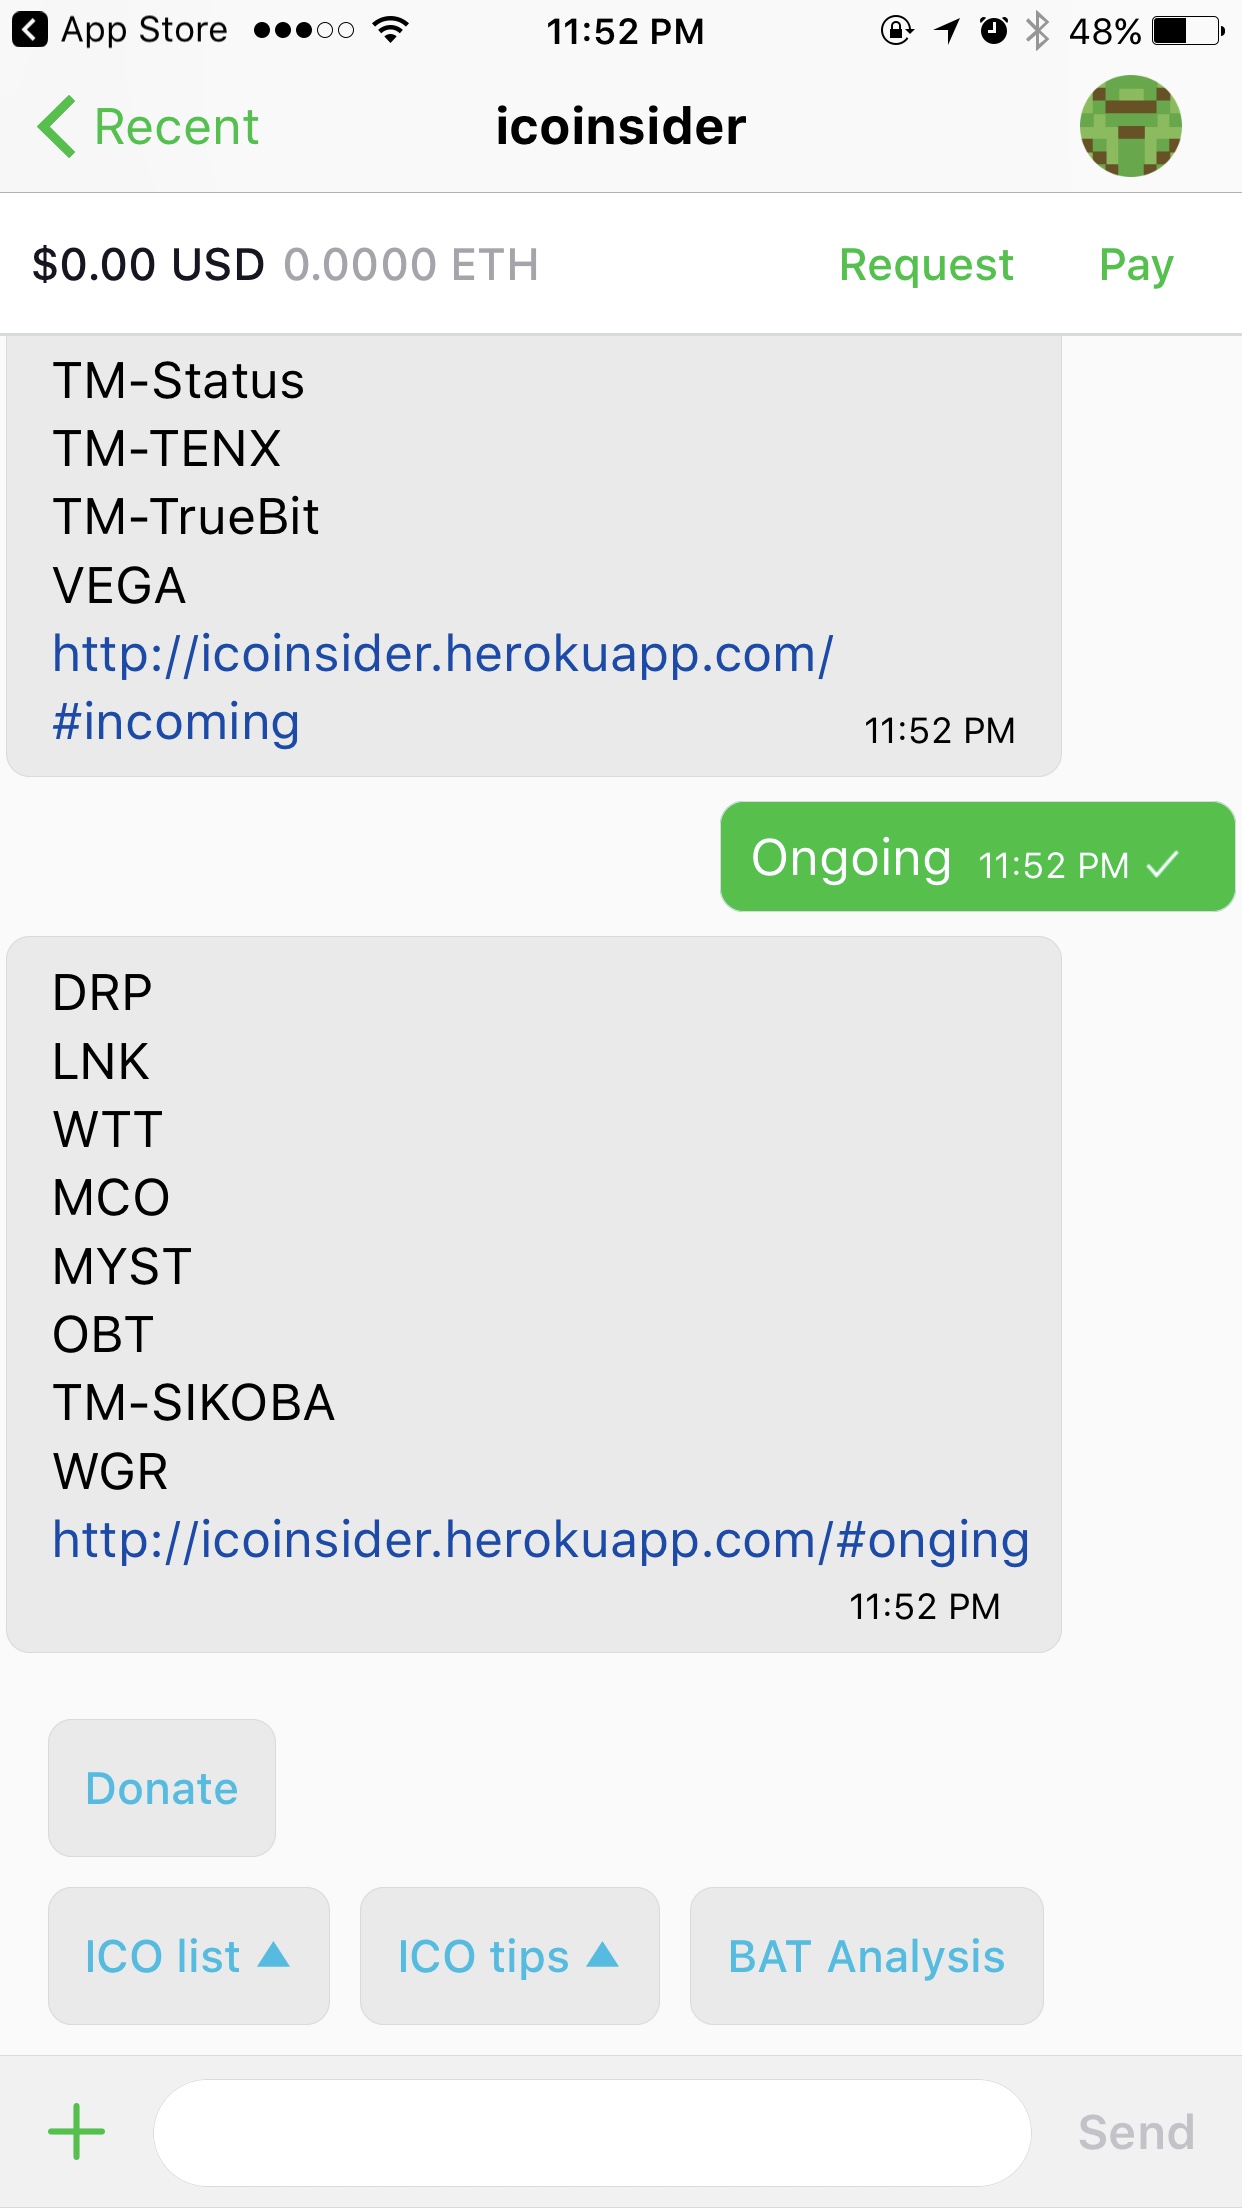 App Store 11:52 PM 48%
Recent icoinsider
$0.00 USD 0.0000 ETH Request Pay
TM-Status
TM-TENX
TM-TrueBit
VEGA
http://icoinsider.herokuapp.com/
#incoming 11:52 PM
Ongoing 11:52 PM
DRP
LNK
WTT
MCO
MYST
OBT
TM-SIKOBA
WGR
http://icoinsider.herokuapp.com/#onging
11:52 PM
Donate
ICO list ▲ ICO tips ▲ BAT Analysis
Send